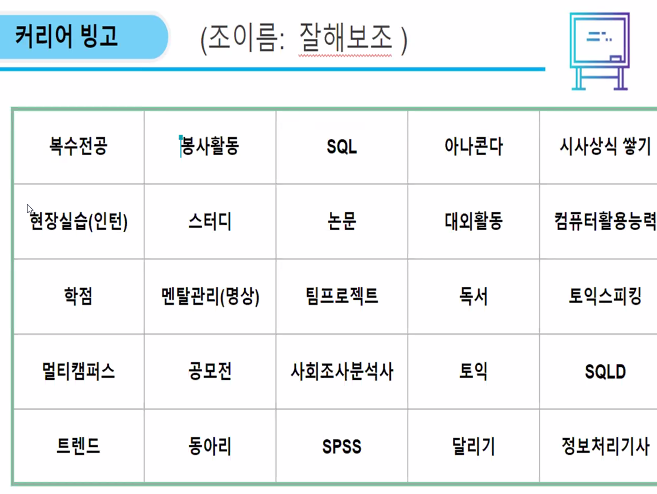 커리어 빙고 (조이름: 잘해보조 )
복수전공 봉사활동 SQL 아나콘다 시사상식 쌓기
현장실습(인턴) 스터디 논문 대외활동 컴퓨터활용능력
학점 멘탈관리(명상) 팀프로젝트 독서 토익스피킹
멀티캠퍼스 공모전 사회조사분석사 토익 SQLD
트렌드 동아리 SPSS 달리기 정보처리기사